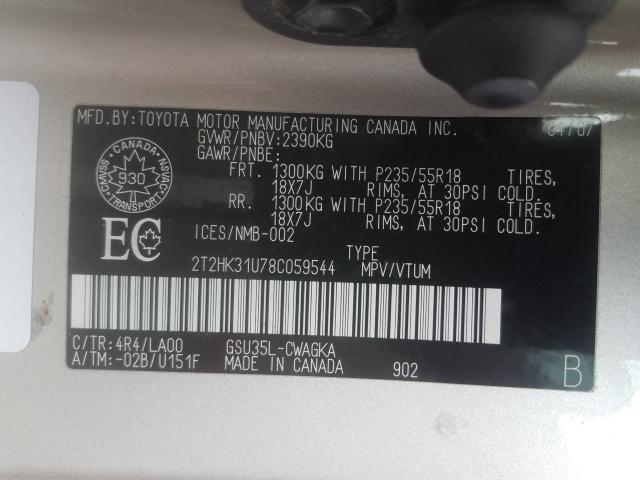 MFD.BY:TOYOTA MOTOR MANUFACTURING CANADA INC. 04/07
GVWR/PNBV:2390KG
GAWR/PNBE:
FRT. 1300KG WITH P235/55R18 TIRES,
18X7J RIMS, AT 30PSI COLD.
RR. 1300KG WITH P235/55R18 TIRES,
18X7J RIMS, AT 30PSI COLD.
CANADA
930
TRANSPORT
CMVSS
NSVAC
EC
ICES/NMB-002
TYPE
2T2HK31U78C059544 MPV/VTUM
C/TR:4R4/LA00 GSU35L-CWAGKA
A/TM:-02B/U151F MADE IN CANADA 902 B